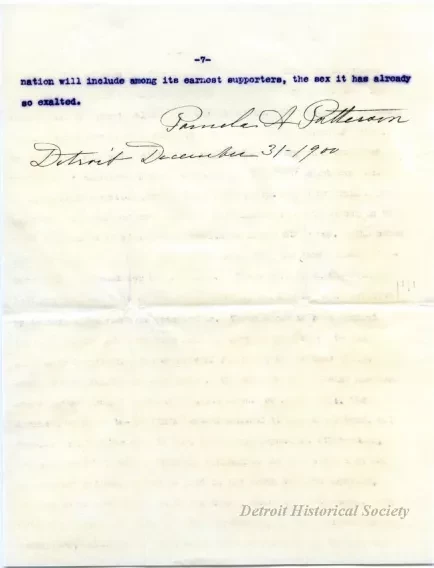 -7-
nation will include among its earnest supporters, the sex it has already
so exalted.
Pamela A Patterson
Detroit December 31-1900
Detroit Historical Society